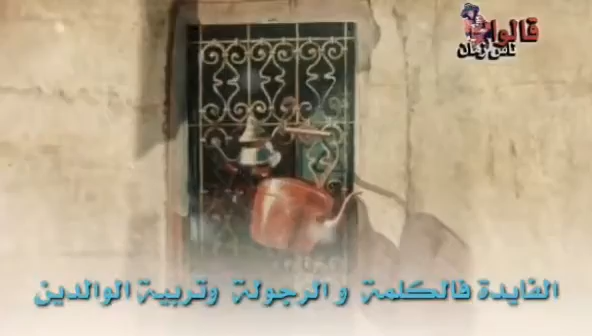 قالوا
ناس زمان
الفايدة فالكلمة و الرجولة وتربية الوالدين